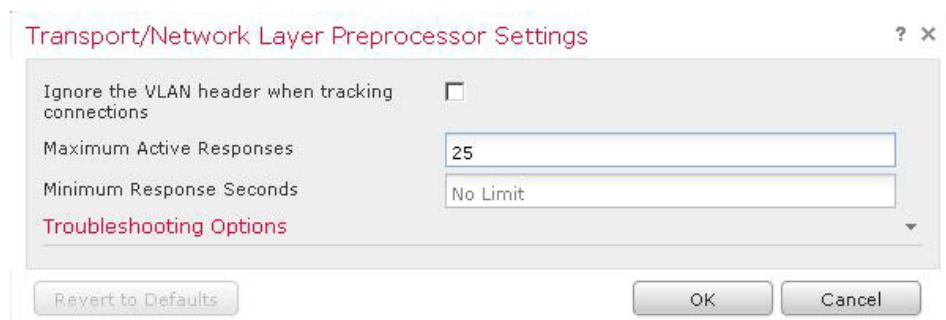 Transport/Network Layer Preprocessor Settings ? ×
Ignore the VLAN header when tracking
connections
Maximum Active Responses 25
Minimum Response Seconds No Limit
Troubleshooting Options
Revert to Defaults OK Cancel